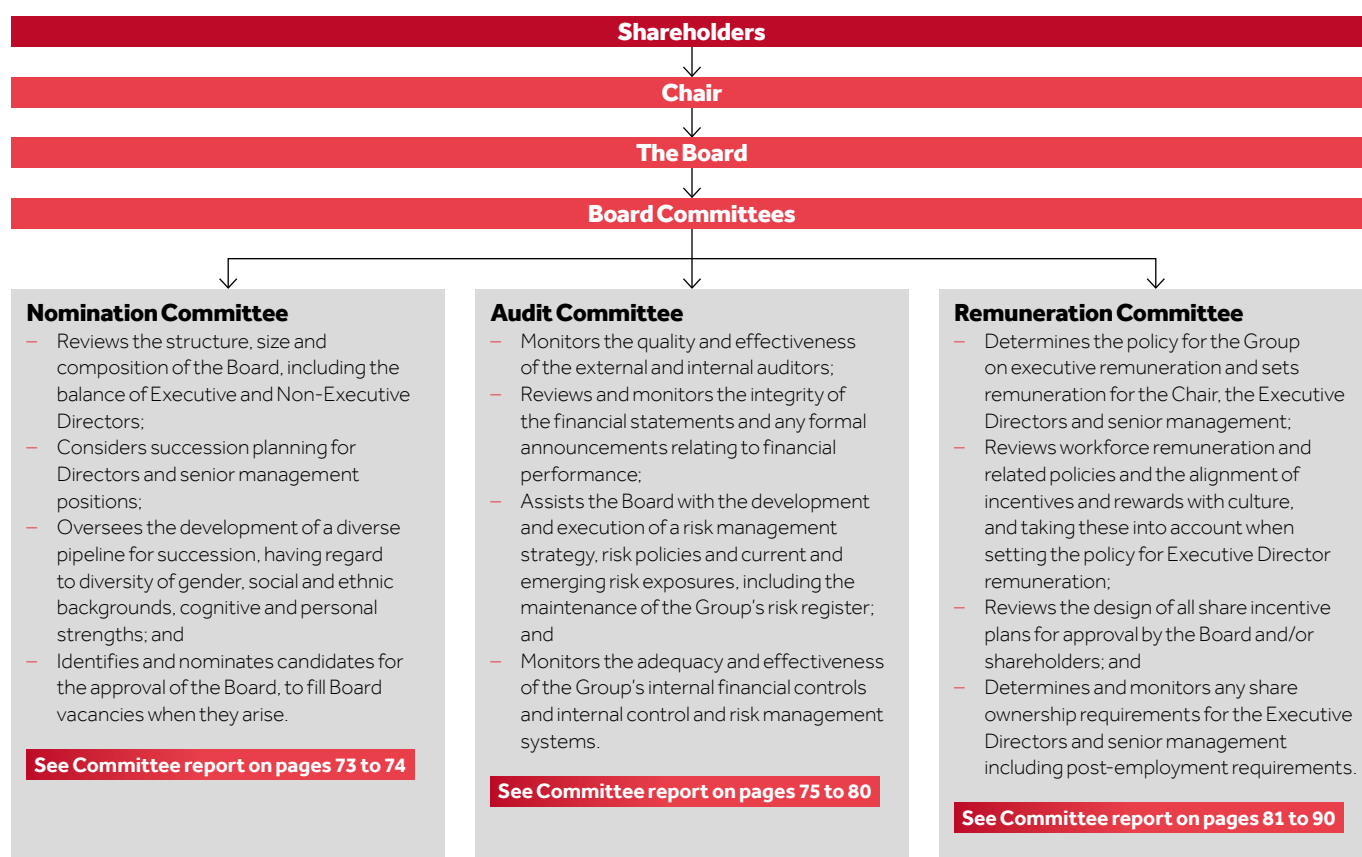 Shareholders
Chair
The Board
Board Committees
Nomination Committee
– Reviews the structure, size and
composition of the Board, including the
balance of Executive and Non-Executive
Directors;
– Considers succession planning for
Directors and senior management
positions;
– Oversees the development of a diverse
pipeline for succession, having regard
to diversity of gender, social and ethnic
backgrounds, cognitive and personal
strengths; and
– Identifies and nominates candidates for
the approval of the Board, to fill Board
vacancies when they arise.
See Committee report on pages 73 to 74
Audit Committee
– Monitors the quality and effectiveness
of the external and internal auditors;
– Reviews and monitors the integrity of
the financial statements and any formal
announcements relating to financial
performance;
– Assists the Board with the development
and execution of a risk management
strategy, risk policies and current and
emerging risk exposures, including the
maintenance of the Group's risk register;
and
– Monitors the adequacy and effectiveness
of the Group's internal financial controls
and internal control and risk management
systems.
See Committee report on pages 75 to 80
Remuneration Committee
– Determines the policy for the Group
on executive remuneration and sets
remuneration for the Chair, the Executive
Directors and senior management;
– Reviews workforce remuneration and
related policies and the alignment of
incentives and rewards with culture,
and taking these into account when
setting the policy for Executive Director
remuneration;
– Reviews the design of all share incentive
plans for approval by the Board and/or
shareholders; and
– Determines and monitors any share
ownership requirements for the Executive
Directors and senior management
including post-employment requirements.
See Committee report on pages 81 to 90